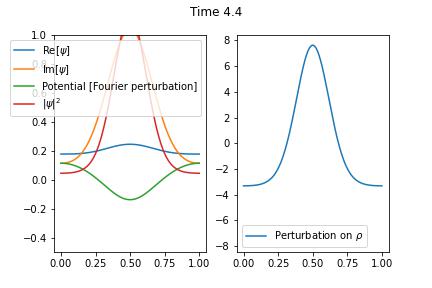 Time 4.4
1.0
0.8
0.6
0.4
0.2
0.0
−0.2
−0.4
0.00 0.25 0.50 0.75 1.00
Re[ψ]
Im[ψ]
Potential [Fourier perturbation]
|ψ|²
8
6
4
2
0
−2
−4
−6
−8
0.00 0.25 0.50 0.75 1.00
Perturbation on ρ